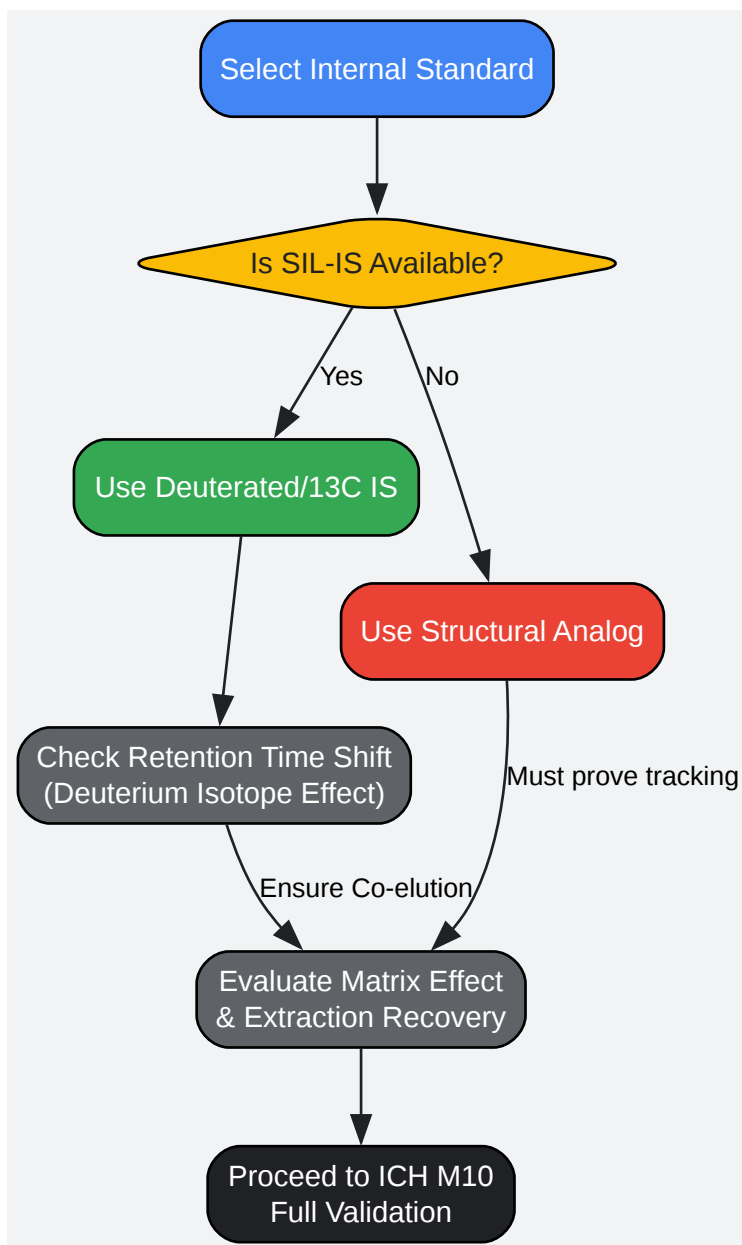 Select Internal Standard
Is SIL-IS Available?
Yes
No
Use Deuterated/13C IS
Use Structural Analog
Check Retention Time Shift
(Deuterium Isotope Effect)
Must prove tracking
Ensure Co-elution
Evaluate Matrix Effect
& Extraction Recovery
Proceed to ICH M10
Full Validation